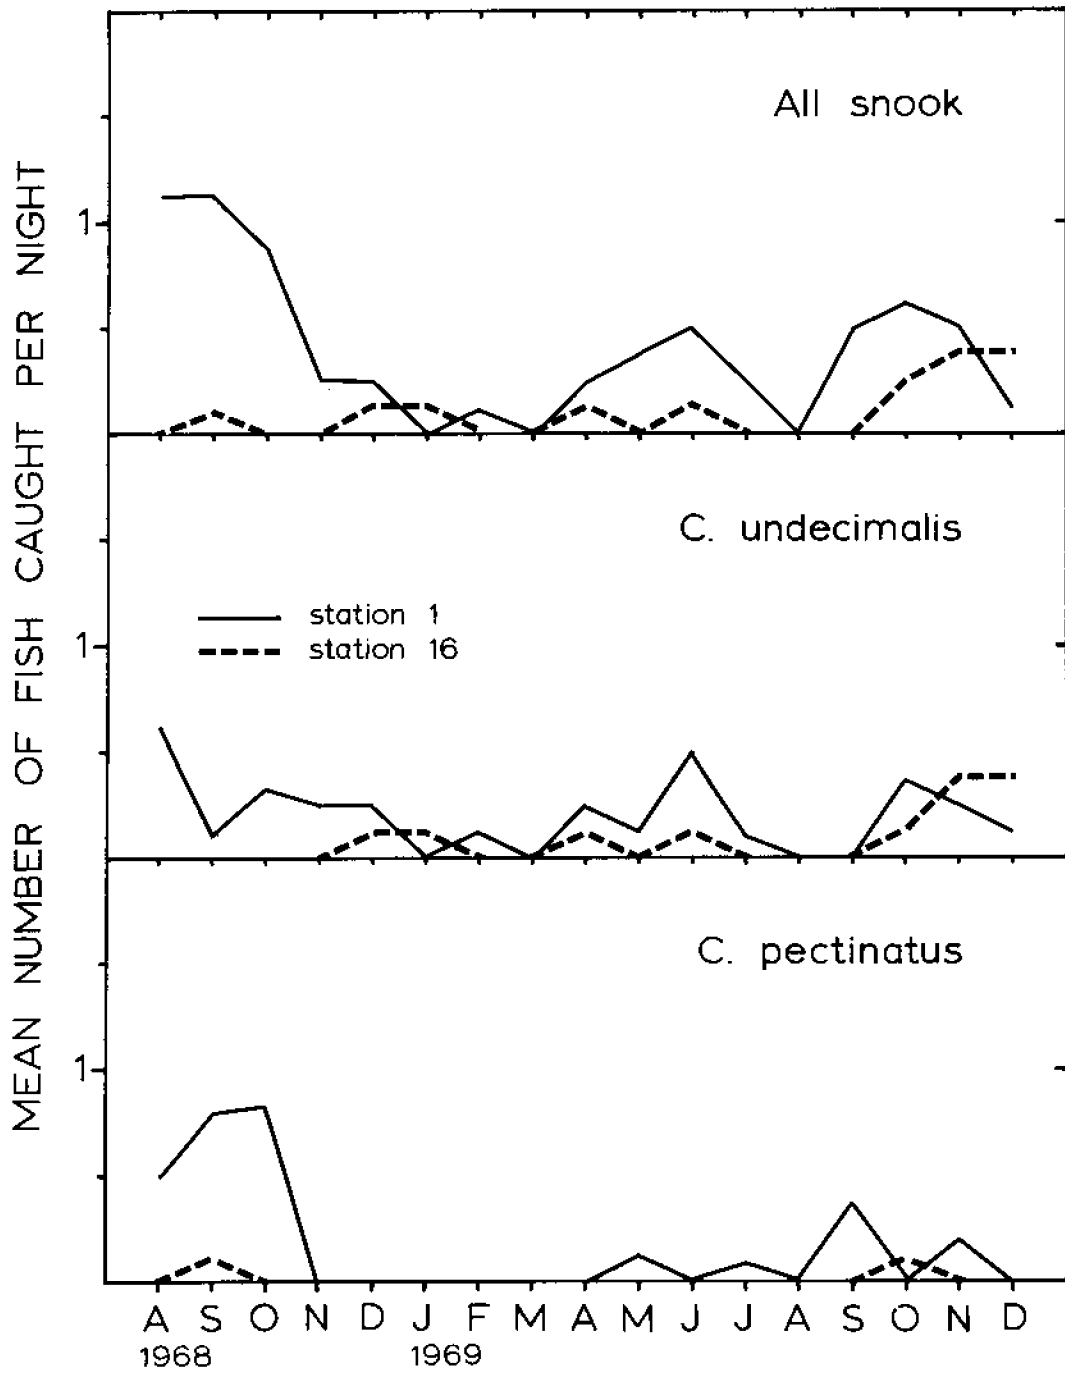 MEAN NUMBER OF FISH CAUGHT PER NIGHT
All snook
1
C. undecimalis
station 1
station 16
1
C. pectinatus
1
A S O N D J F M A M J J A S O N D
1968 1969